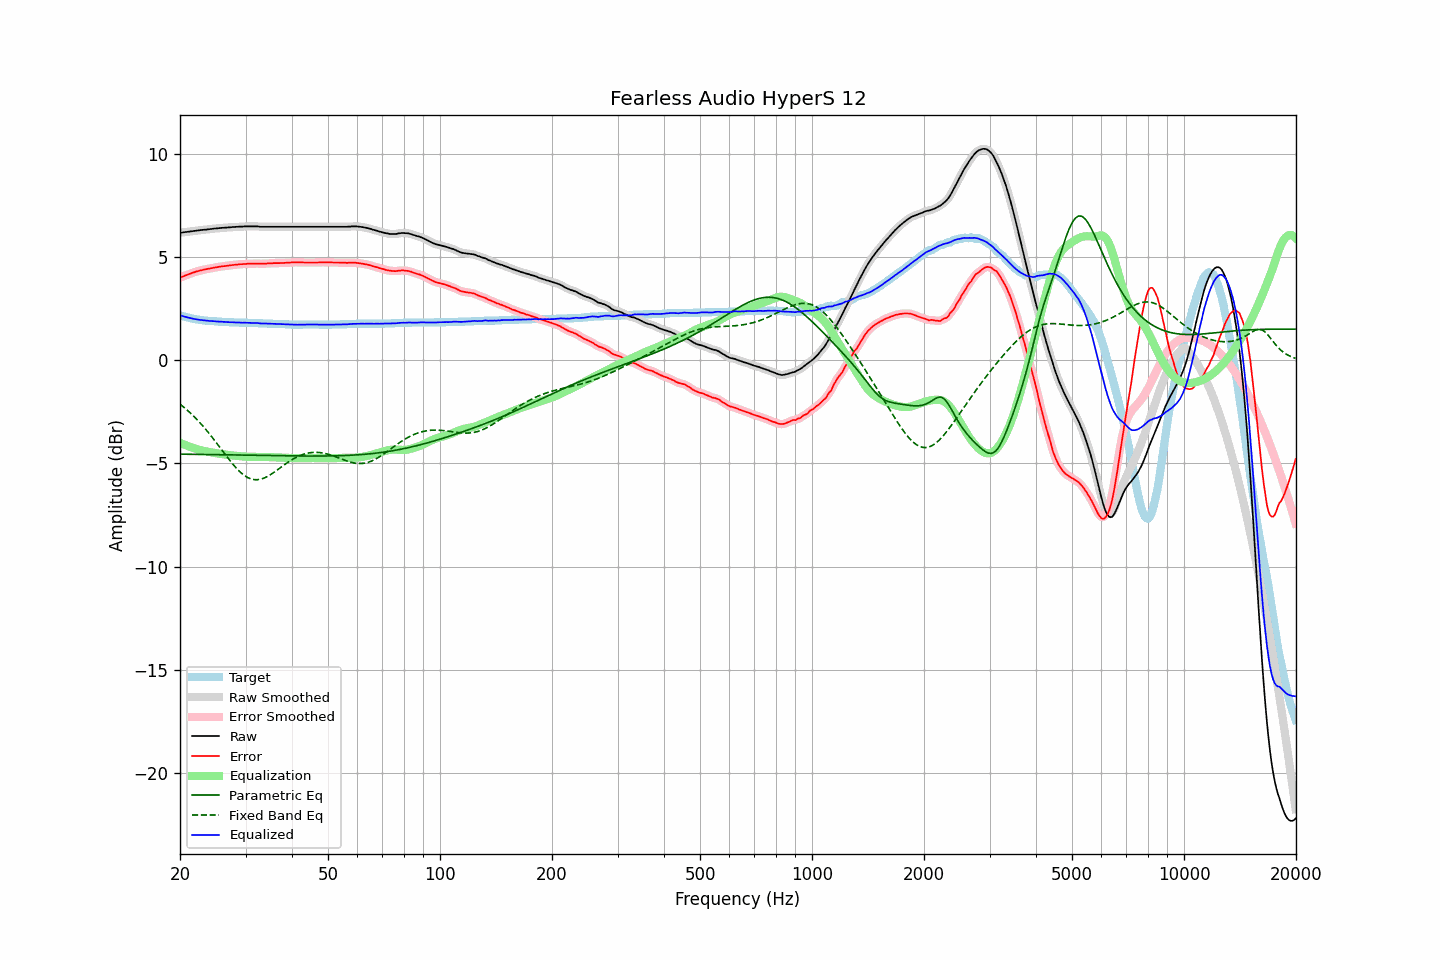 Fearless Audio HyperS 12
10
5
0
−5
−10
−15
−20
Amplitude (dBr)
Target
Raw Smoothed
Error Smoothed
Raw
Error
Equalization
Parametric Eq
Fixed Band Eq
Equalized
20 50 100 200 500 1000 2000 5000 10000 20000
Frequency (Hz)